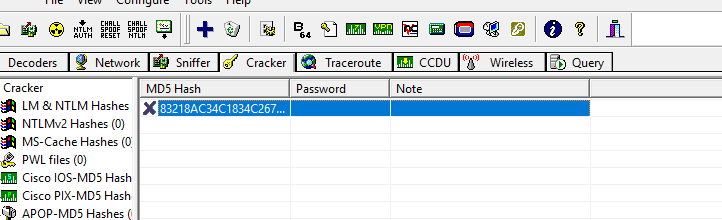 View Configure Tools Help
NTLM AUTH CHALL SPOOF RESET CHALL SPOOF NTLM B 64
Decoders Network Sniffer Cracker Traceroute CCDU Wireless Query
Cracker MD5 Hash Password Note
LM & NTLM Hashes 83218AC34C1834C267...
NTLMv2 Hashes (0)
MS-Cache Hashes (0)
PWL files (0)
Cisco IOS-MD5 Hash
Cisco PIX-MD5 Hash
APOP-MD5 Hashes (